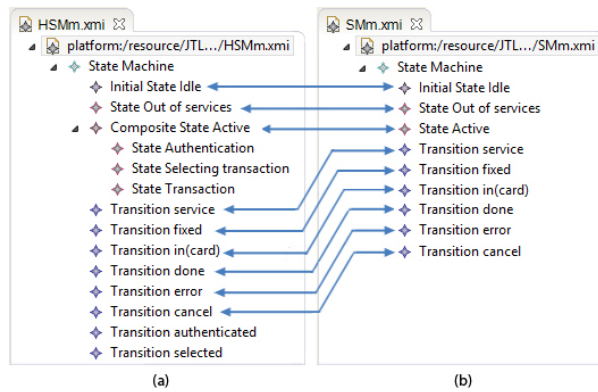 HSMm.xmi
platform:/resource/JTL.../HSMm.xmi
State Machine
Initial State Idle
State Out of services
Composite State Active
State Authentication
State Selecting transaction
State Transaction
Transition service
Transition fixed
Transition in(card)
Transition done
Transition error
Transition cancel
Transition authenticated
Transition selected
(a)
SMm.xmi
platform:/resource/JTL.../SMm.xmi
State Machine
Initial State Idle
State Out of services
State Active
Transition service
Transition fixed
Transition in(card)
Transition done
Transition error
Transition cancel
(b)